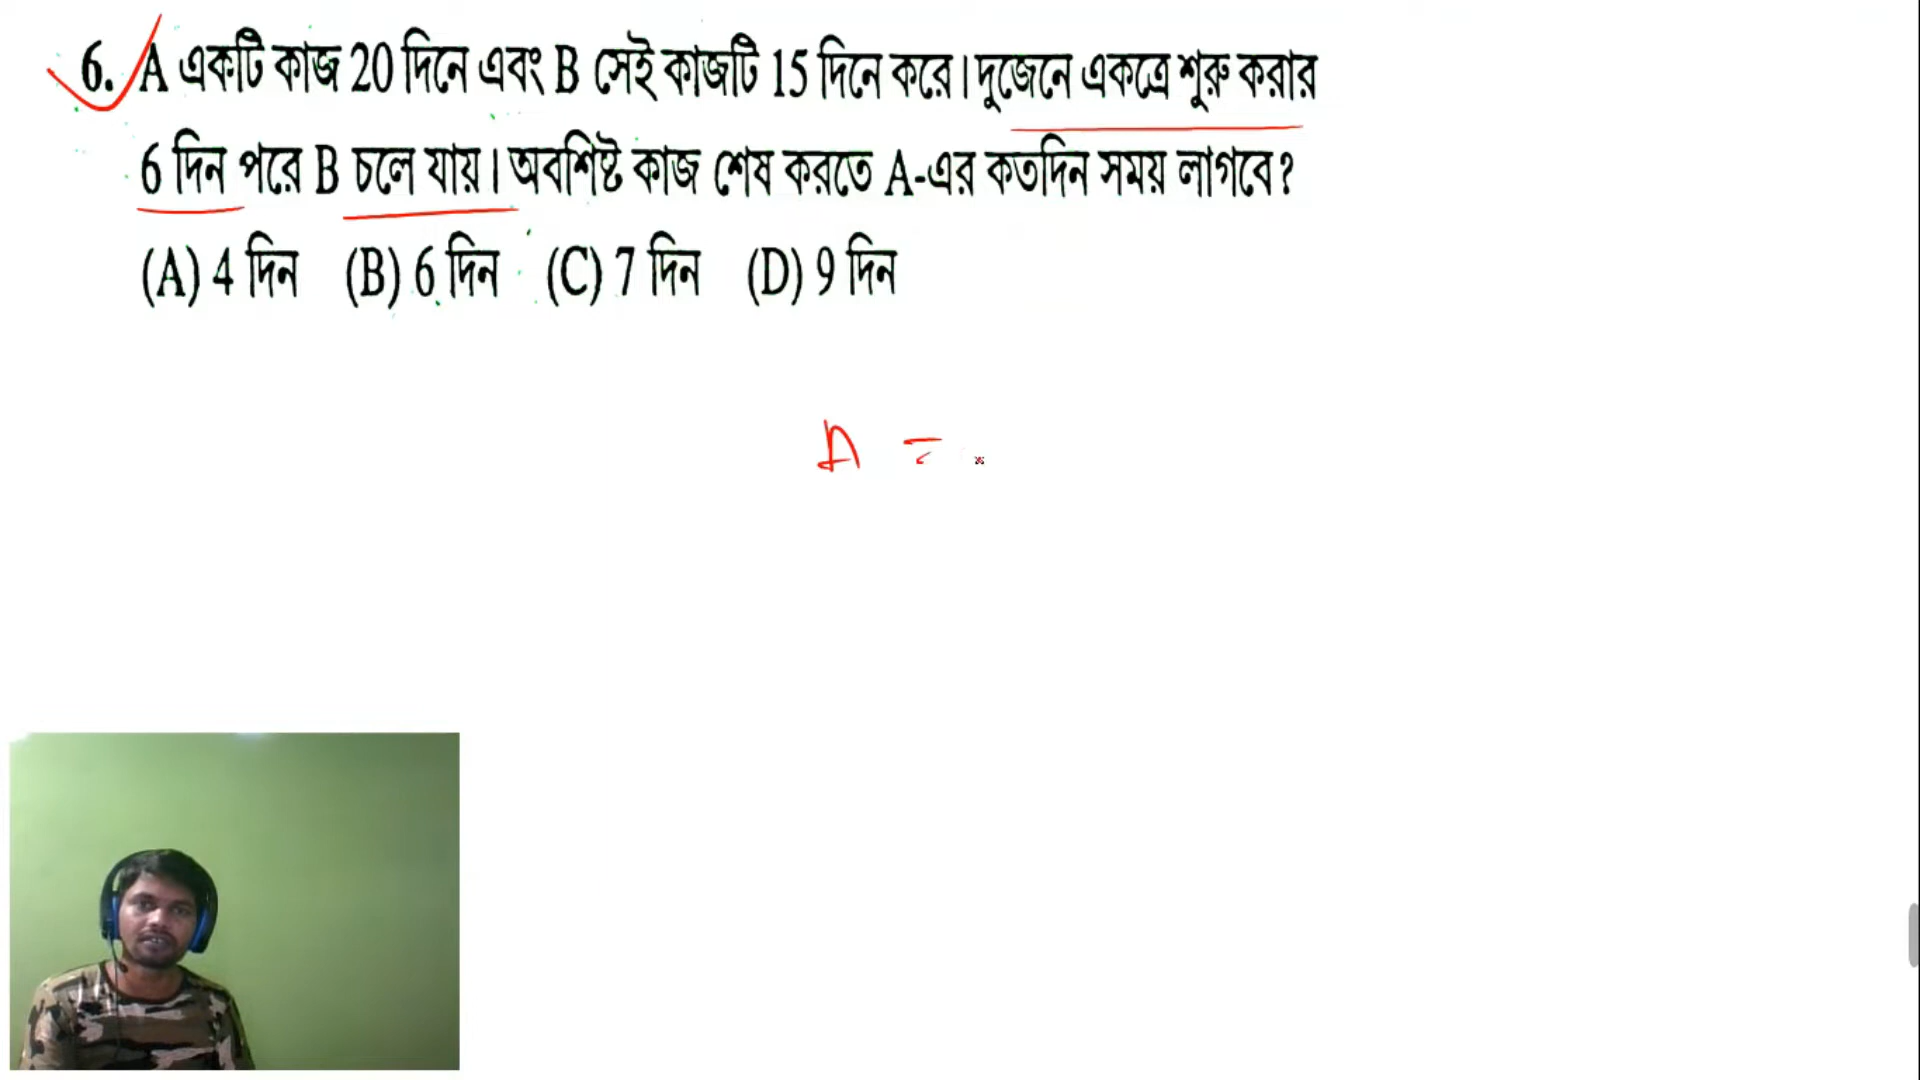 6. A একটি কাজ 20 দিনে এবং B সেই কাজটি 15 দিনে করে। দুজেনে একত্রে শুরু করার
6 দিন পরে B চলে যায়। অবশিষ্ট কাজ শেষ করতে A-এর কতদিন সময় লাগবে?
(A) 4 দিন (B) 6 দিন (C) 7 দিন (D) 9 দিন
A =